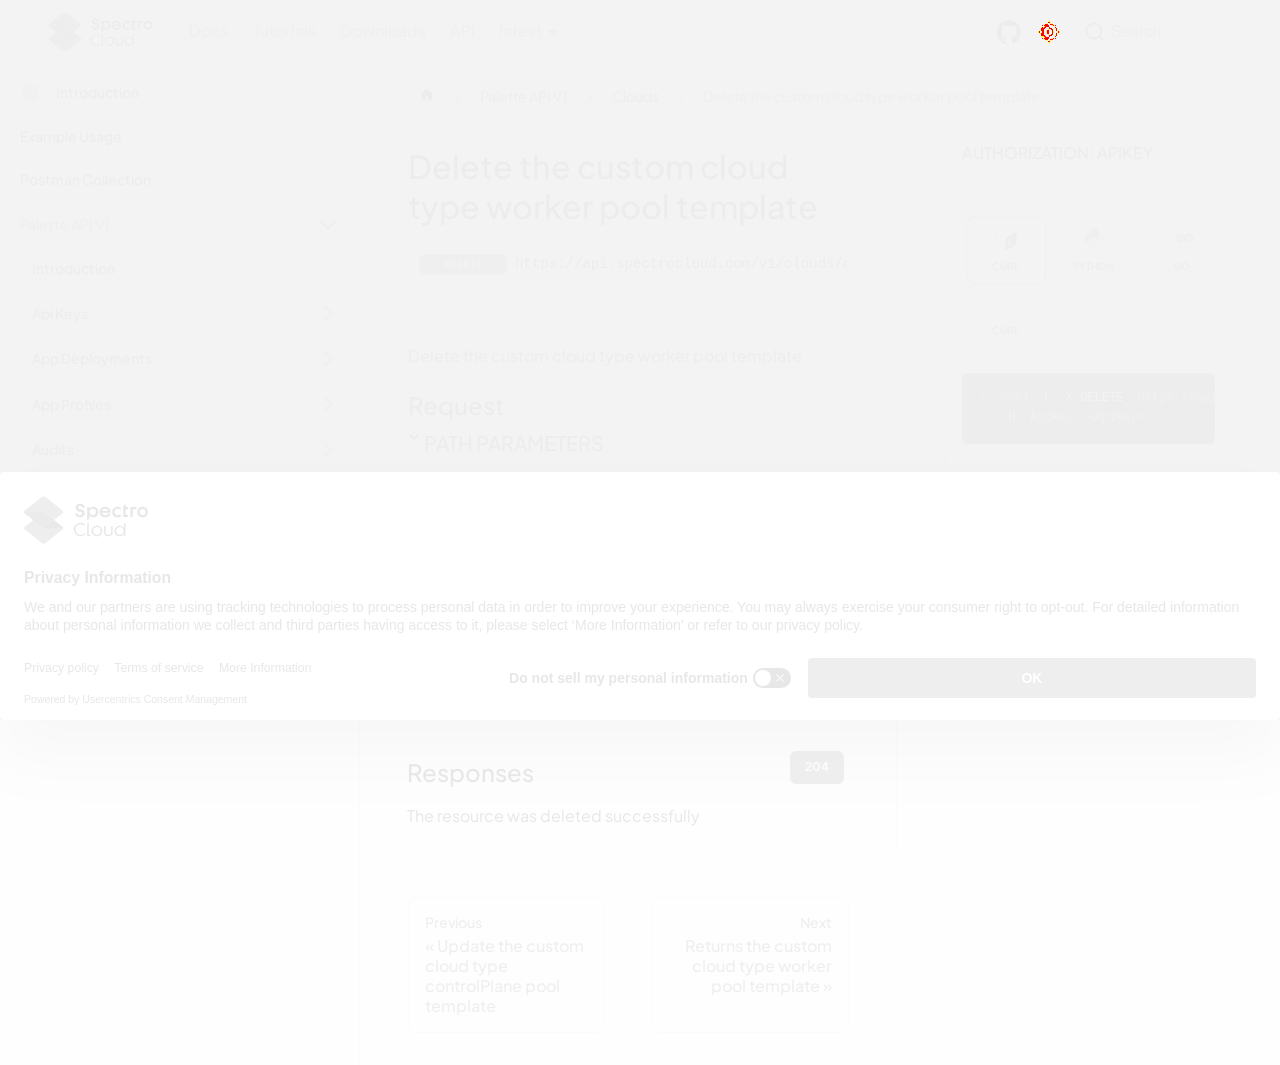 Spectro Cloud
Docs Tutorials Downloads API latest
Search
Introduction
Example Usage
Postman Collection
Palette API V1
Introduction
Api Keys
App Deployments
App Profiles
Audits
Palette API V1 Clouds Delete the custom cloud type worker pool template
Delete the custom cloud
type worker pool template
https://api.spectrocloud.com/v1/clouds/c
Delete the custom cloud type worker pool template
Request
PATH PARAMETERS
AUTHORIZATION: APIKEY
CURL PYTHON GO
CURL
DELETE
Spectro Cloud
Privacy Information
We and our partners are using tracking technologies to process personal data in order to improve your experience. You may always exercise your consumer right to opt-out. For detailed information
about personal information we collect and third parties having access to it, please select ‘More Information’ or refer to our privacy policy.
Privacy policy Terms of service More Information
Do not sell my personal information
OK
Powered by Usercentrics Consent Management
Responses
204
The resource was deleted successfully
Previous
« Update the custom
cloud type
controlPlane pool
template
Next
Returns the custom
cloud type worker
pool template »